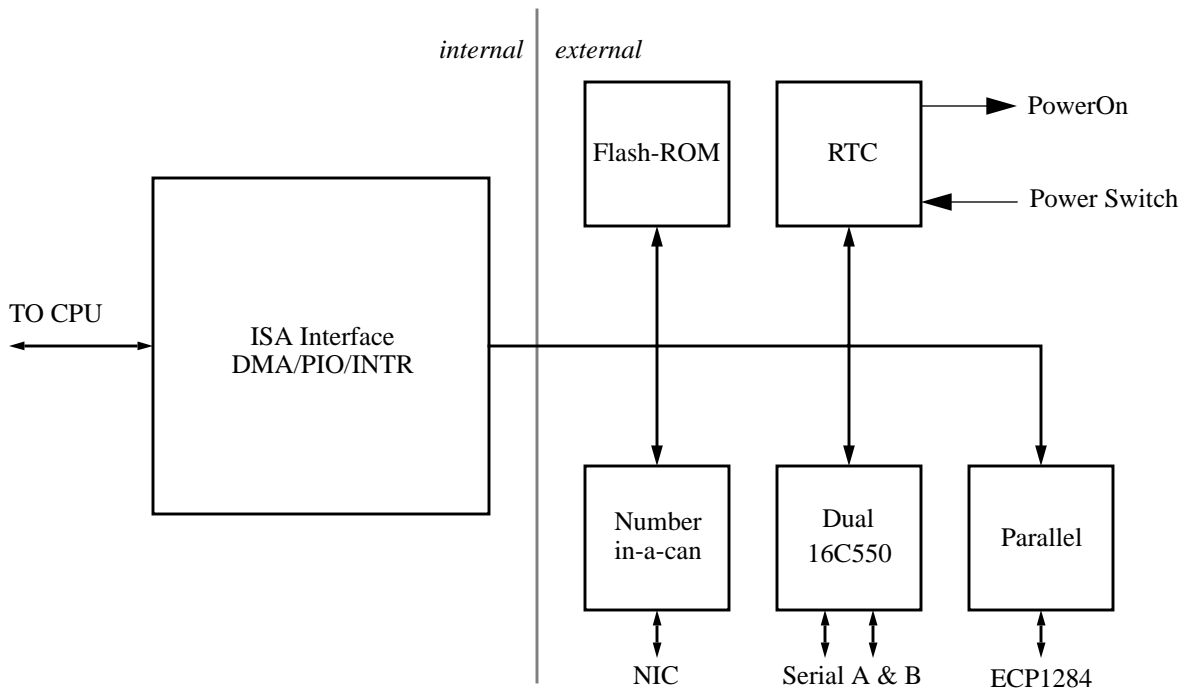 internal
external
Flash-ROM
RTC
PowerOn
Power Switch
TO CPU
ISA Interface
DMA/PIO/INTR
Number
in-a-can
Dual
16C550
Parallel
NIC
Serial A & B
ECP1284